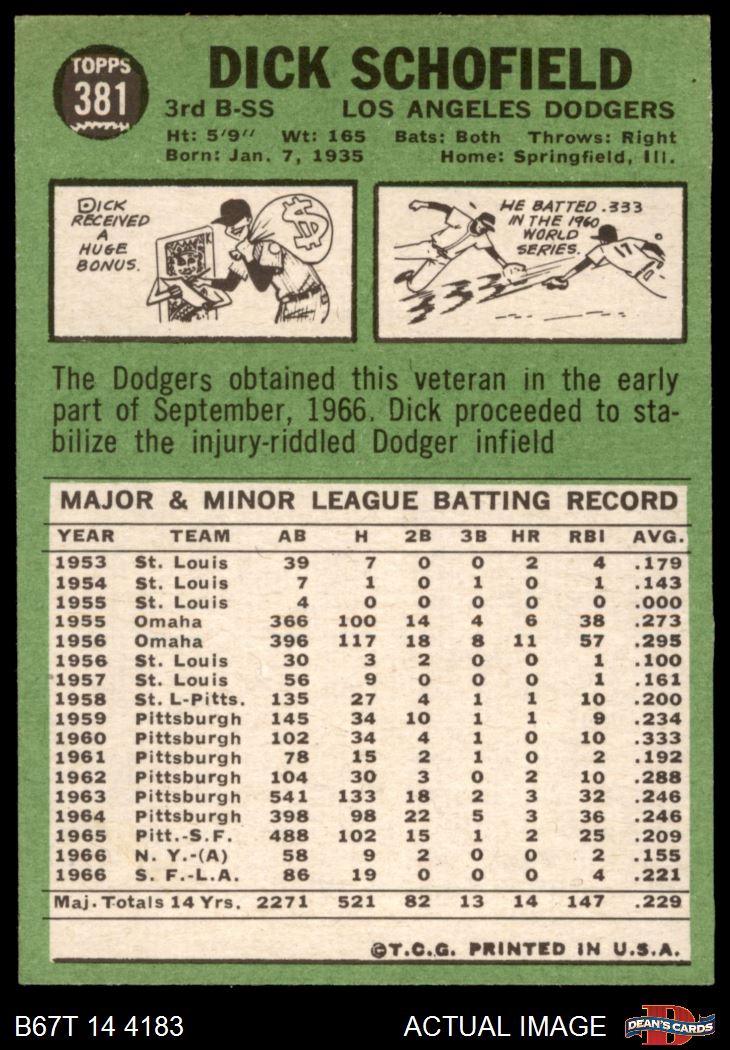 TOPPS
381
DICK SCHOFIELD
3rd B-SS LOS ANGELES DODGERS
Ht: 5'9" Wt: 165 Bats: Both Throws: Right
Born: Jan. 7, 1935 Home: Springfield, Ill.
DICK
RECEIVED
A
HUGE
BONUS.
$
HE BATTED .333
IN THE 1960
WORLD
SERIES.
17
The Dodgers obtained this veteran in the early
part of September, 1966. Dick proceeded to sta-
bilize the injury-riddled Dodger infield
MAJOR & MINOR LEAGUE BATTING RECORD
YEAR TEAM AB H 2B 3B HR RBI AVG.
1953 St. Louis 39 7 0 0 2 4 .179
1954 St. Louis 7 1 0 1 0 1 .143
1955 St. Louis 4 0 0 0 0 0 .000
1955 Omaha 366 100 14 4 6 38 .273
1956 Omaha 396 117 18 8 11 57 .295
1956 St. Louis 30 3 2 0 0 1 .100
1957 St. Louis 56 9 0 0 0 1 .161
1958 St. L-Pitts. 135 27 4 1 1 10 .200
1959 Pittsburgh 145 34 10 1 1 9 .234
1960 Pittsburgh 102 34 4 1 0 10 .333
1961 Pittsburgh 78 15 2 1 0 2 .192
1962 Pittsburgh 104 30 3 0 2 10 .288
1963 Pittsburgh 541 133 18 2 3 32 .246
1964 Pittsburgh 398 98 22 5 3 36 .246
1965 Pitt.-S.F. 488 102 15 1 2 25 .209
1966 N. Y.-(A) 58 9 2 0 0 2 .155
1966 S. F.-L.A. 86 19 0 0 0 4 .221
Maj. Totals 14 Yrs. 2271 521 82 13 14 147 .229
©T.C.G. PRINTED IN U.S.A.
B67T 14 4183 ACTUAL IMAGE
D
DEAN'S CARDS